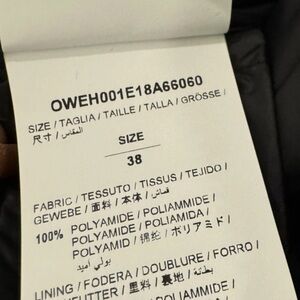 OWEH001E18A66060
SIZE / TAGLIA / TAILLE / TALLA / GRÖSSE /
尺寸 / المقاس /
SIZE
38
FABRIC / TESSUTO / TISSUS / TEJIDO /
GEWEBE / 面料 / 本体 / قماش /
100% POLYAMIDE / POLIAMMIDE /
POLYAMIDE / POLIAMIDA /
POLYAMID / 锦纶 / ポリアミド /
بولي أميد
LINING / FODERA / DOUBLURE / FORRO /
FUTTER / 里料 / 裏地 / بطانة /
POLYAMIDE / POLIAMMIDE /